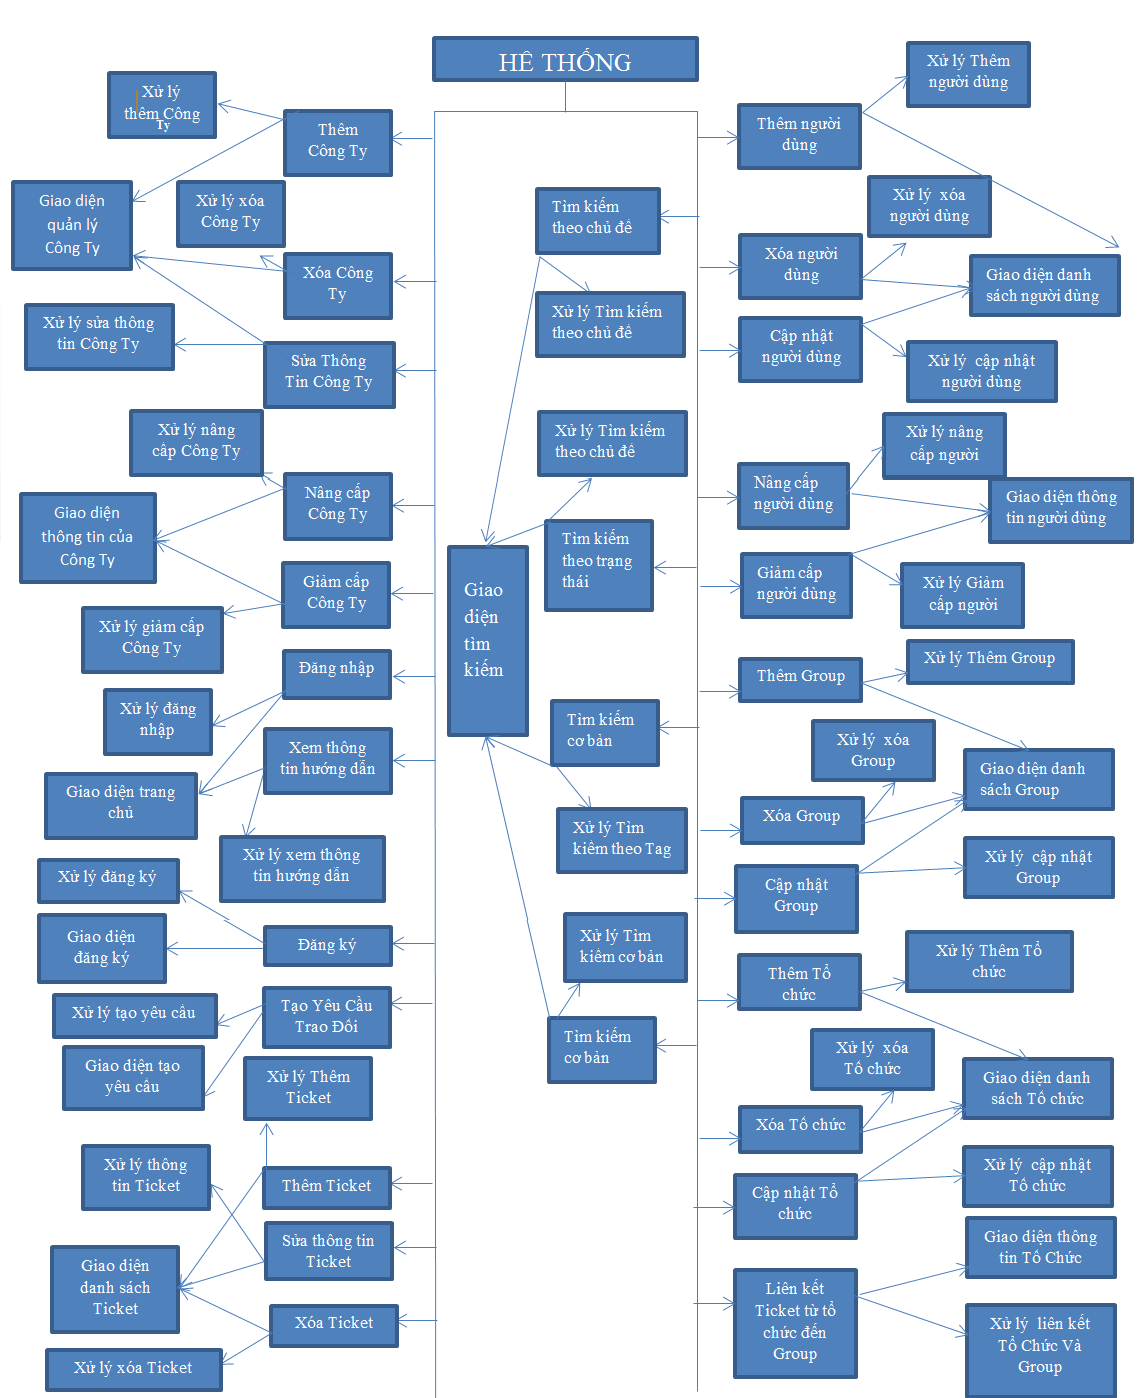 HÊ THỐNG
Xử lý
thêm Công
Ty
Thêm
Công Ty
Giao diện
quản lý
Công Ty
Xử lý xóa
Công Ty
Xóa Công
Ty
Xử lý sửa thông
tin Công Ty
Sửa Thông
Tin Công Ty
Xử lý nâng
cấp Công Ty
Nâng cấp
Công Ty
Giao diện
thông tin của
Công Ty
Giảm cấp
Công Ty
Xử lý giảm cấp
Công Ty
Đăng nhập
Xử lý đăng
nhập
Xem thông
tin hướng dẫn
Giao diện trang
chủ
Xử lý xem thông
tin hướng dẫn
Xử lý đăng ký
Giao diện
đăng ký
Đăng ký
Xử lý tạo yêu cầu
Tạo Yêu Cầu
Trao Đổi
Giao diện tạo
yêu cầu
Xử lý Thêm
Ticket
Xử lý thông
tin Ticket
Thêm Ticket
Sửa thông tin
Ticket
Giao diện
danh sách
Ticket
Xóa Ticket
Xử lý xóa Ticket
Tìm kiếm
theo chủ đề
Xử lý Tìm kiếm
theo chủ đề
Xử lý Tìm kiếm
theo chủ đề
Tìm kiếm
theo trạng
thái
Giao
diện
tìm
kiếm
Tìm kiếm
cơ bản
Xử lý Tìm
kiếm theo Tag
Xử lý Tìm
kiếm cơ bản
Tìm kiếm
cơ bản
Xử lý Thêm
người dùng
Thêm người
dùng
Xử lý xóa
người dùng
Xóa người
dùng
Giao diện danh
sách người dùng
Cập nhật
người dùng
Xử lý cập nhật
người dùng
Xử lý nâng
cấp người
Nâng cấp
người dùng
Giao diện thông
tin người dùng
Giảm cấp
người dùng
Xử lý Giảm
cấp người
Xử lý Thêm Group
Thêm Group
Xử lý xóa
Group
Giao diện danh
sách Group
Xóa Group
Xử lý cập nhật
Group
Cập nhật
Group
Xử lý Thêm Tổ
chức
Thêm Tổ
chức
Xử lý xóa
Tổ chức
Giao diện danh
sách Tổ chức
Xóa Tổ chức
Xử lý cập nhật
Tổ chức
Cập nhật Tổ
chức
Giao diện thông
tin Tổ Chức
Liên kết
Ticket từ tổ
chức đến
Group
Xử lý liên kết
Tổ Chức Và
Group